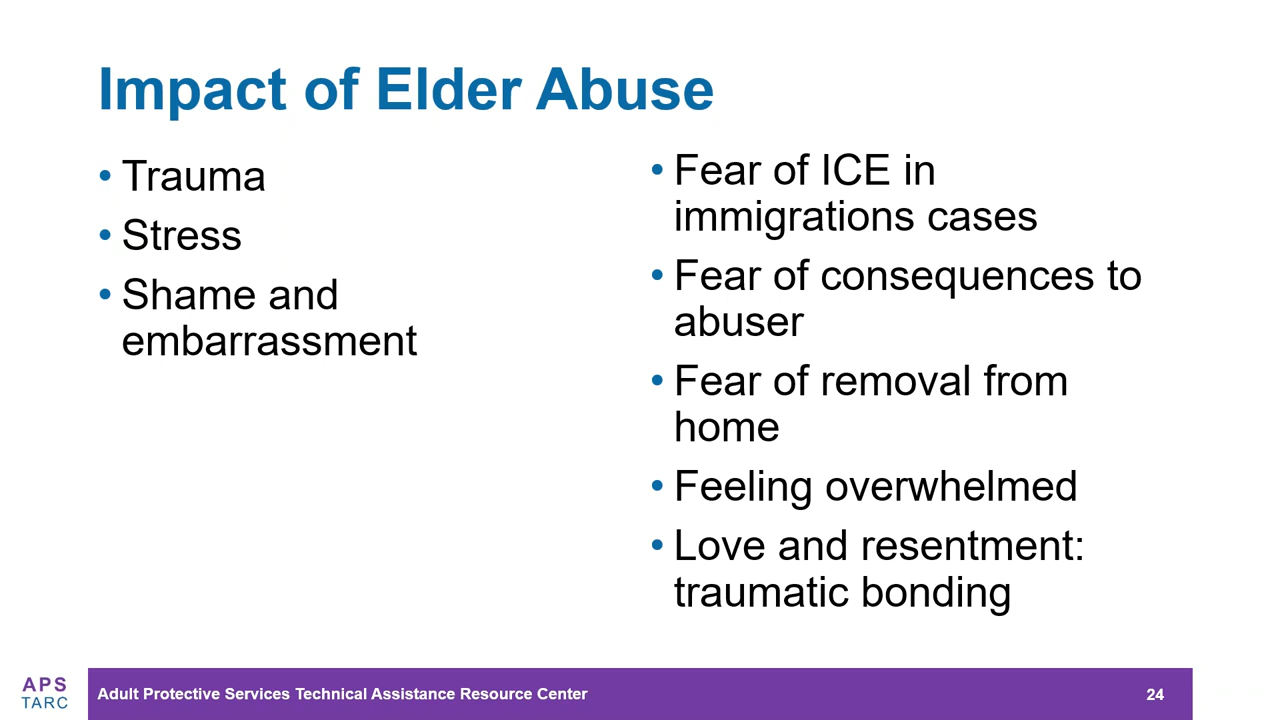 Impact of Elder Abuse
• Trauma
• Stress
• Shame and
embarrassment
• Fear of ICE in
immigrations cases
• Fear of consequences to
abuser
• Fear of removal from
home
• Feeling overwhelmed
• Love and resentment:
traumatic bonding
APS
TARC
Adult Protective Services Technical Assistance Resource Center
24